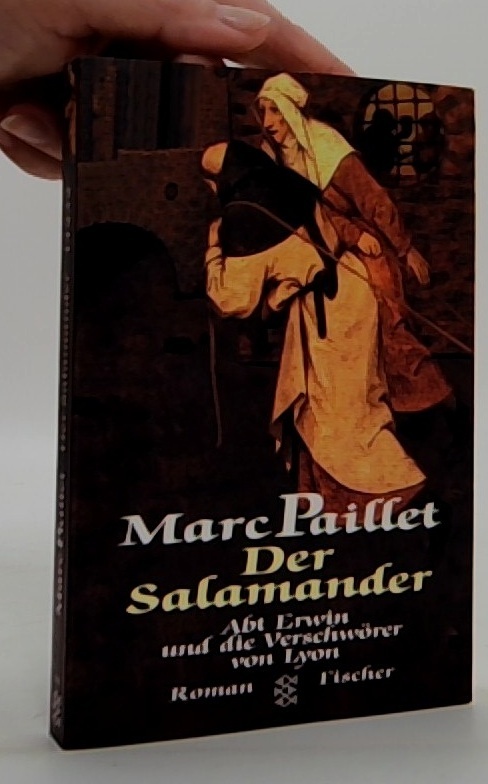 Marc Paillet
Der
Salamander
Abt Erwin
und die Verschwörer
von Lyon
Roman Fischer